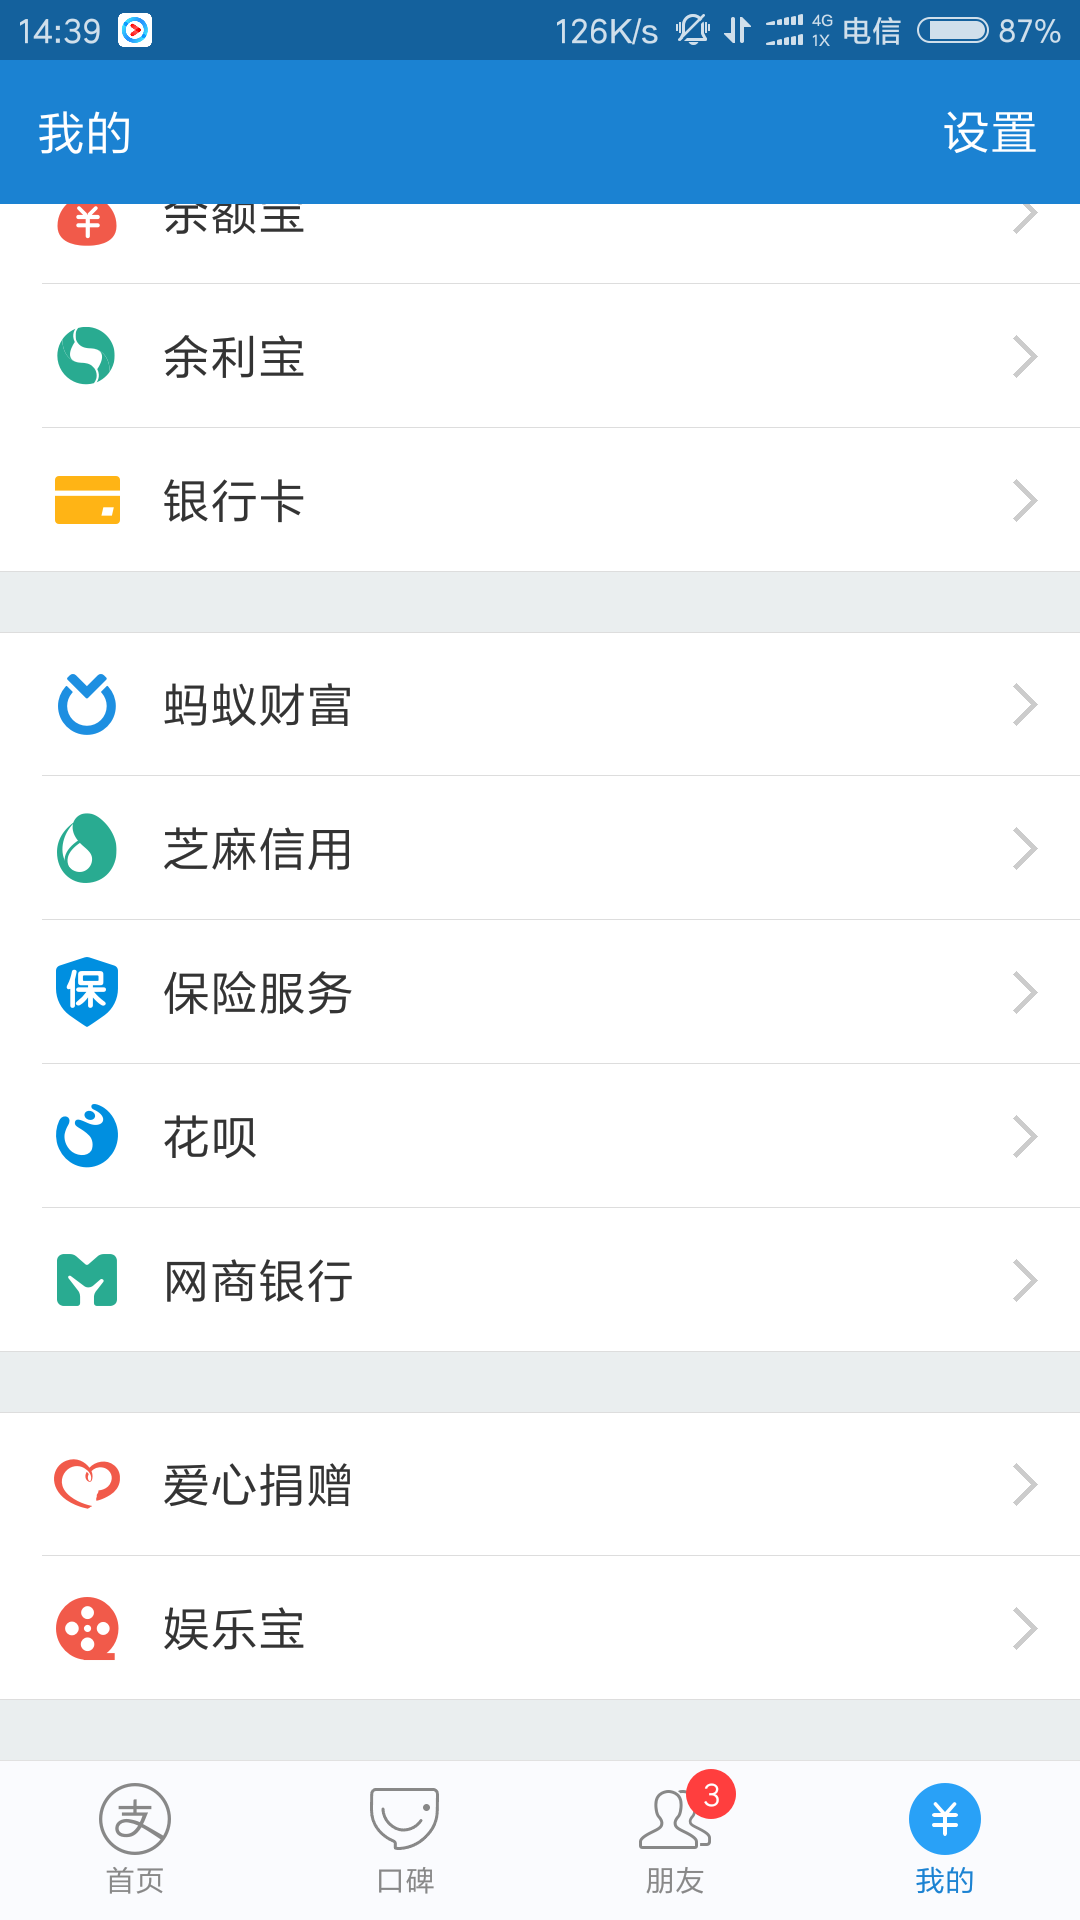 14:39 126K/s 4G 1X 电信 87%
我的 设置
余额宝
余利宝
银行卡
蚂蚁财富
芝麻信用
保 保险服务
花呗
网商银行
爱心捐赠
娱乐宝
3
首页 口碑 朋友 我的